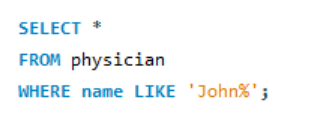 SELECT *
FROM physician
WHERE name LIKE 'John%';